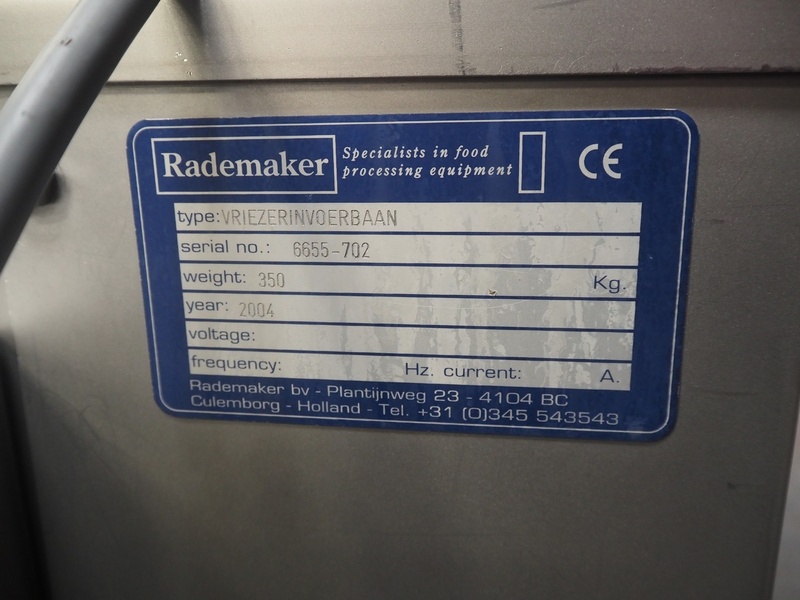 Rademaker
Specialists in food
processing equipment
CE
type: VRIEZERINVOERBAAN
serial no.: 6655-702
weight: 350 Kg.
year: 2004
voltage:
frequency: Hz. current: A.
Rademaker bv - Plantijnweg 23 - 4104 BC
Culemborg - Holland - Tel. +31 (0)345 543543